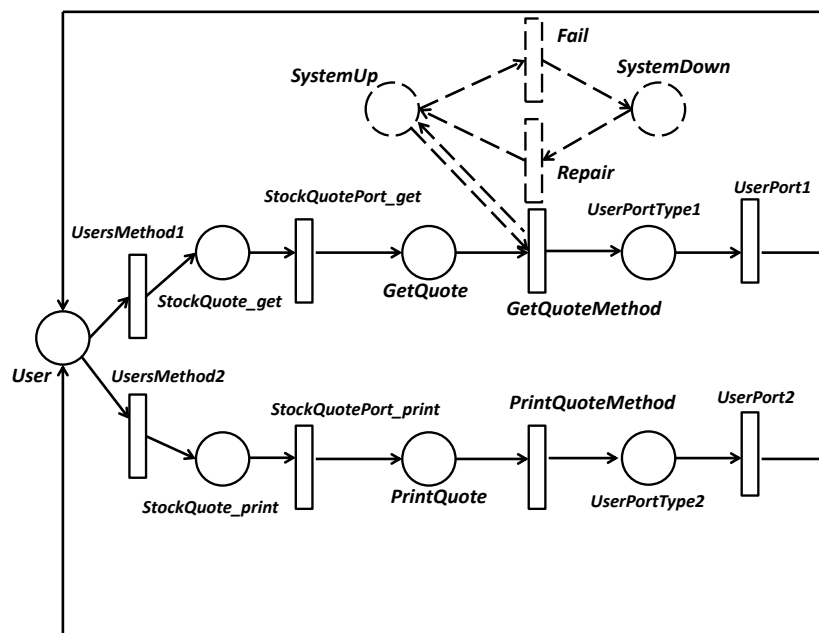 Fail
SystemUp
SystemDown
Repair
StockQuotePort_get
UserPortType1
UserPort1
UsersMethod1
StockQuote_get
GetQuote
GetQuoteMethod
User
UsersMethod2
StockQuotePort_print
PrintQuoteMethod
UserPort2
StockQuote_print
PrintQuote
UserPortType2